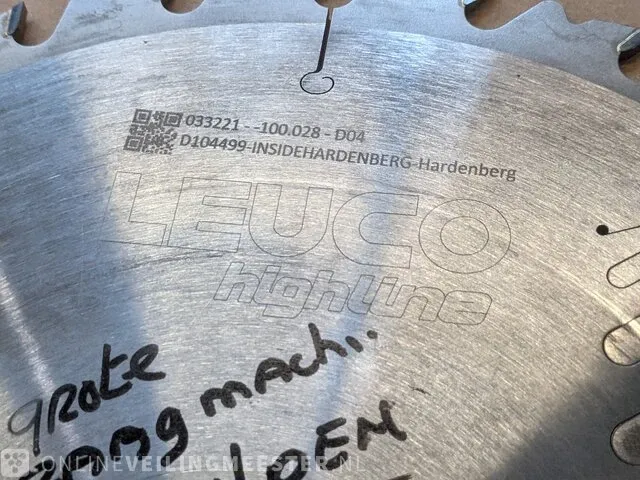 033221 - -100.028 - D04
D104499-INSIDEHARDENBERG-Hardenberg
LEUCO
highline
grote
machi..
ONLINEVEILINGMEESTER.NL